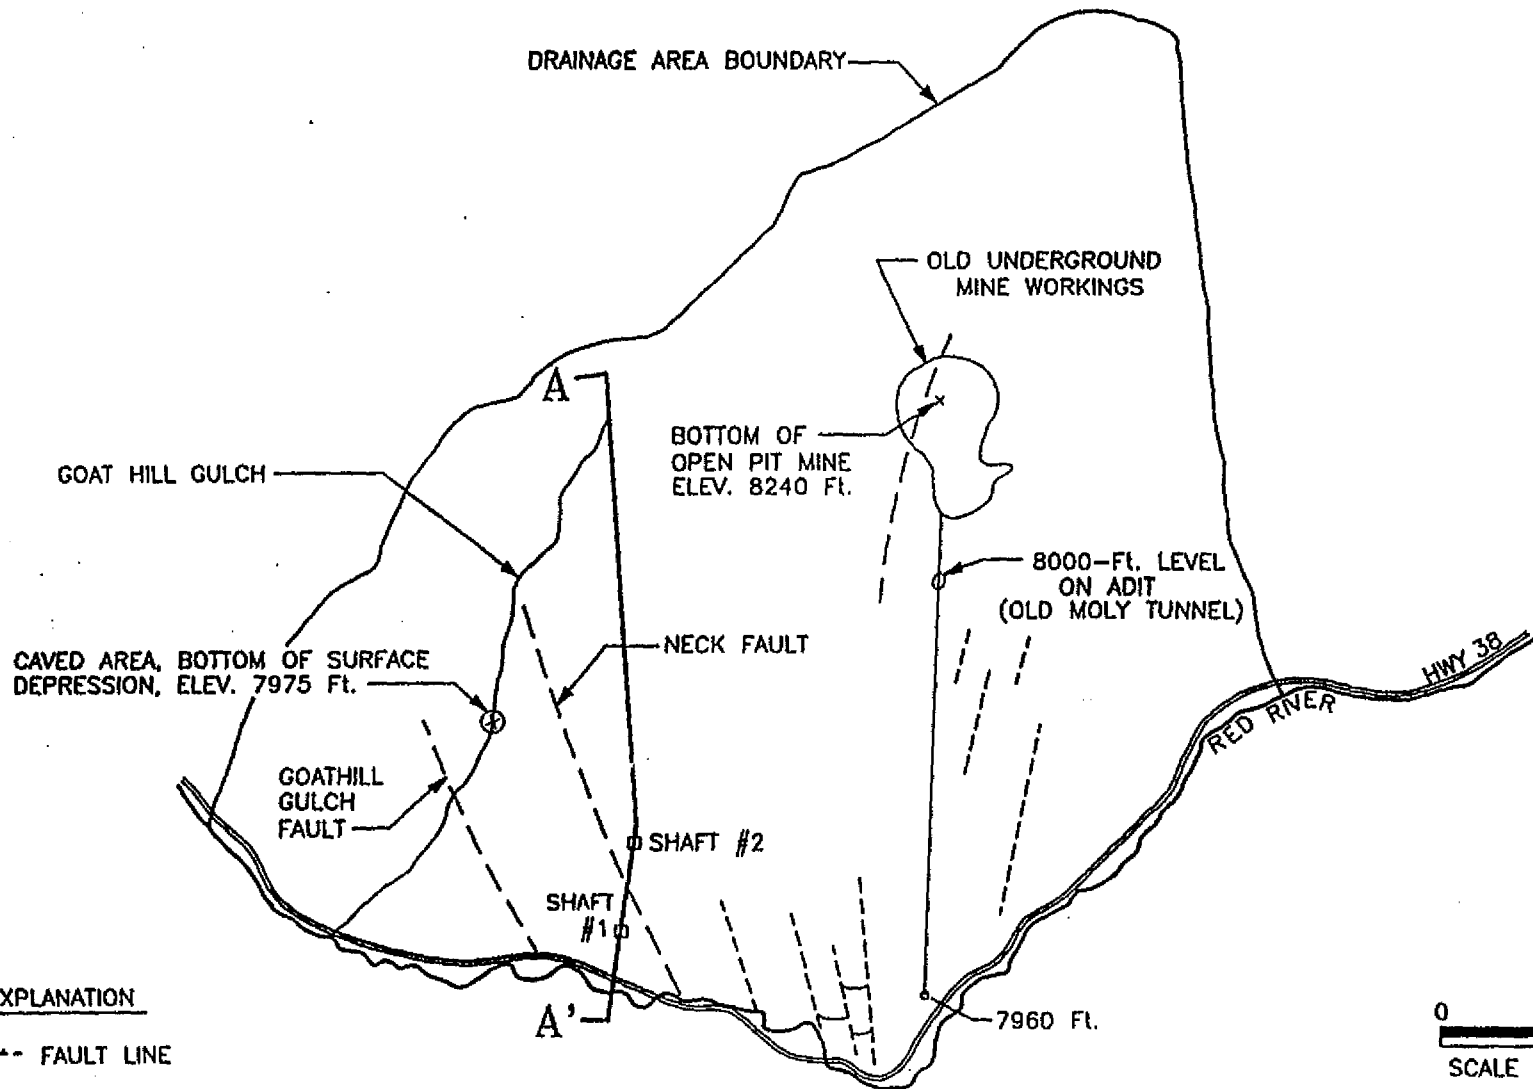 DRAINAGE AREA BOUNDARY
OLD UNDERGROUND
MINE WORKINGS
A
BOTTOM OF
OPEN PIT MINE
ELEV. 8240 Ft.
GOAT HILL GULCH
8000-Ft. LEVEL
ON ADIT
(OLD MOLY TUNNEL)
NECK FAULT
CAVED AREA, BOTTOM OF SURFACE
DEPRESSION, ELEV. 7975 Ft.
HWY 38
RED RIVER
GOATHILL
GULCH
FAULT
SHAFT #2
SHAFT
#1
A'
7960 Ft.
XPLANATION
FAULT LINE
0
SCALE